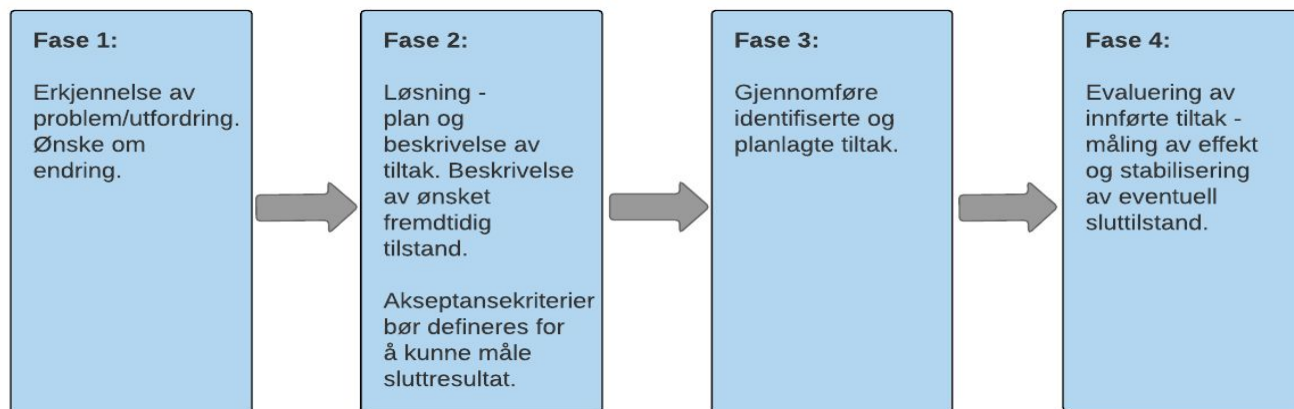 Fase 1:
Erkjennelse av
problem/utfordring.
Ønske om
endring.
Fase 2:
Løsning -
plan og
beskrivelse av
tiltak. Beskrivelse
av ønsket
fremdtidig
tilstand.
Akseptansekriterier
bør defineres for
å kunne måle
sluttresultat.
Fase 3:
Gjennomføre
identifiserte og
planlagte tiltak.
Fase 4:
Evaluering av
innførte tiltak -
måling av effekt
og stabilisering
av eventuell
sluttilstand.